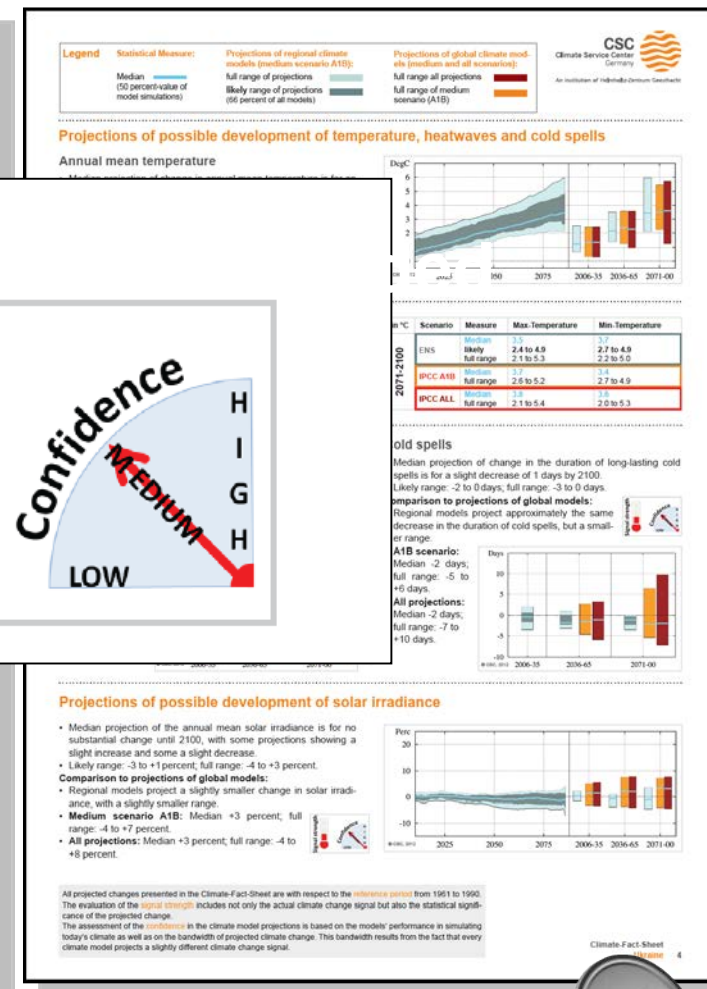 Legend
Statistical Measure:
Median
(50 percent-value of
model simulations)
Projections of regional climate
models (medium scenario A1B):
full range of projections
likely range of projections
(66 percent of all models)
Projections of global climate mod-
els (medium and all scenarios):
full range all projections
full range of medium
scenario (A1B)
CSC
Climate Service Center
Germany
An Institution of Helmholtz-Zentrum Geesthacht
Projections of possible development of temperature, heatwaves and cold spells
Annual mean temperature
DegC
6
5
4
3
2
2075
2006-35 2036-65 2071-00
Confidence
LOW
MEDIUM
HIGH
n °C Scenario Measure Max-Temperature Min-Temperature
2071-2100
ENS
Median 3.5 3.7
likely 2.4 to 4.9 2.7 to 4.9
full range 2.1 to 5.3 2.2 to 5.0
IPCC A1B
Median 3.7 3.4
full range 2.6 to 5.2 2.7 to 4.9
IPCC ALL
Median 3.8 3.6
full range 2.1 to 5.4 2.0 to 5.3
old spells
Median projection of change in the duration of long-lasting cold
spells is for a slight decrease of 1 days by 2100.
Likely range: -2 to 0 days; full range: -3 to 0 days.
omparison to projections of global models:
Regional models project approximately the same
decrease in the duration of cold spells, but a small-
er range.
A1B scenario:
Median -2 days;
full range: -5 to
+6 days.
All projections:
Median -2 days;
full range: -7 to
+10 days.
Signal strength
Confidence
Days
10
5
0
-5
-10
© CSC, 2012
2006-35 2036-65 2071-00
Projections of possible development of solar irradiance
• Median projection of the annual mean solar irradiance is for no
substantial change until 2100, with some projections showing a
slight increase and some a slight decrease.
• Likely range: -3 to +1percent; full range: -4 to +3 percent.
Comparison to projections of global models:
• Regional models project a slightly smaller change in solar irradi-
ance, with a slightly smaller range.
• Medium scenario A1B: Median +3 percent; full
range: -4 to +7 percent.
• All projections: Median +3 percent; full range: -4 to
+8 percent.
Signal strength
Confidence
Perc
20
10
0
-10
© CSC, 2012
2025 2050 2075 2006-35 2036-65 2071-00
All projected changes presented in the Climate-Fact-Sheet are with respect to the reference period from 1961 to 1990.
The evaluation of the signal strength includes not only the actual climate change signal but also the statistical signifi-
cance of the projected change.
The assessment of the confidence in the climate model projections is based on the models' performance in simulating
today's climate as well as on the bandwidth of projected climate change. This bandwidth results from the fact that every
climate model projects a slightly different climate change signal.
Climate-Fact-Sheet
Ukraine 4